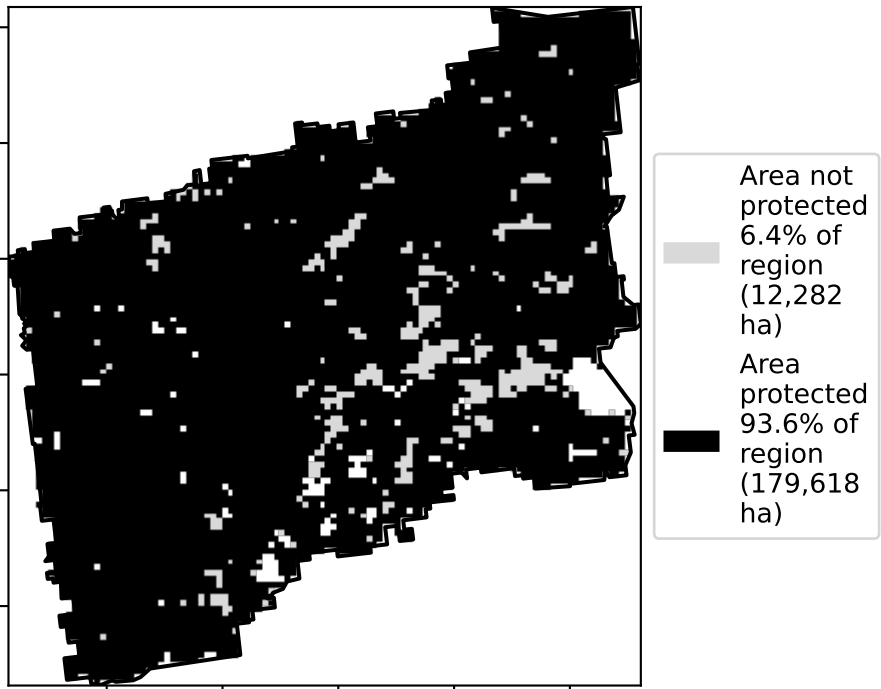 Area not
protected
6.4% of
region
(12,282
ha)
Area
protected
93.6% of
region
(179,618
ha)